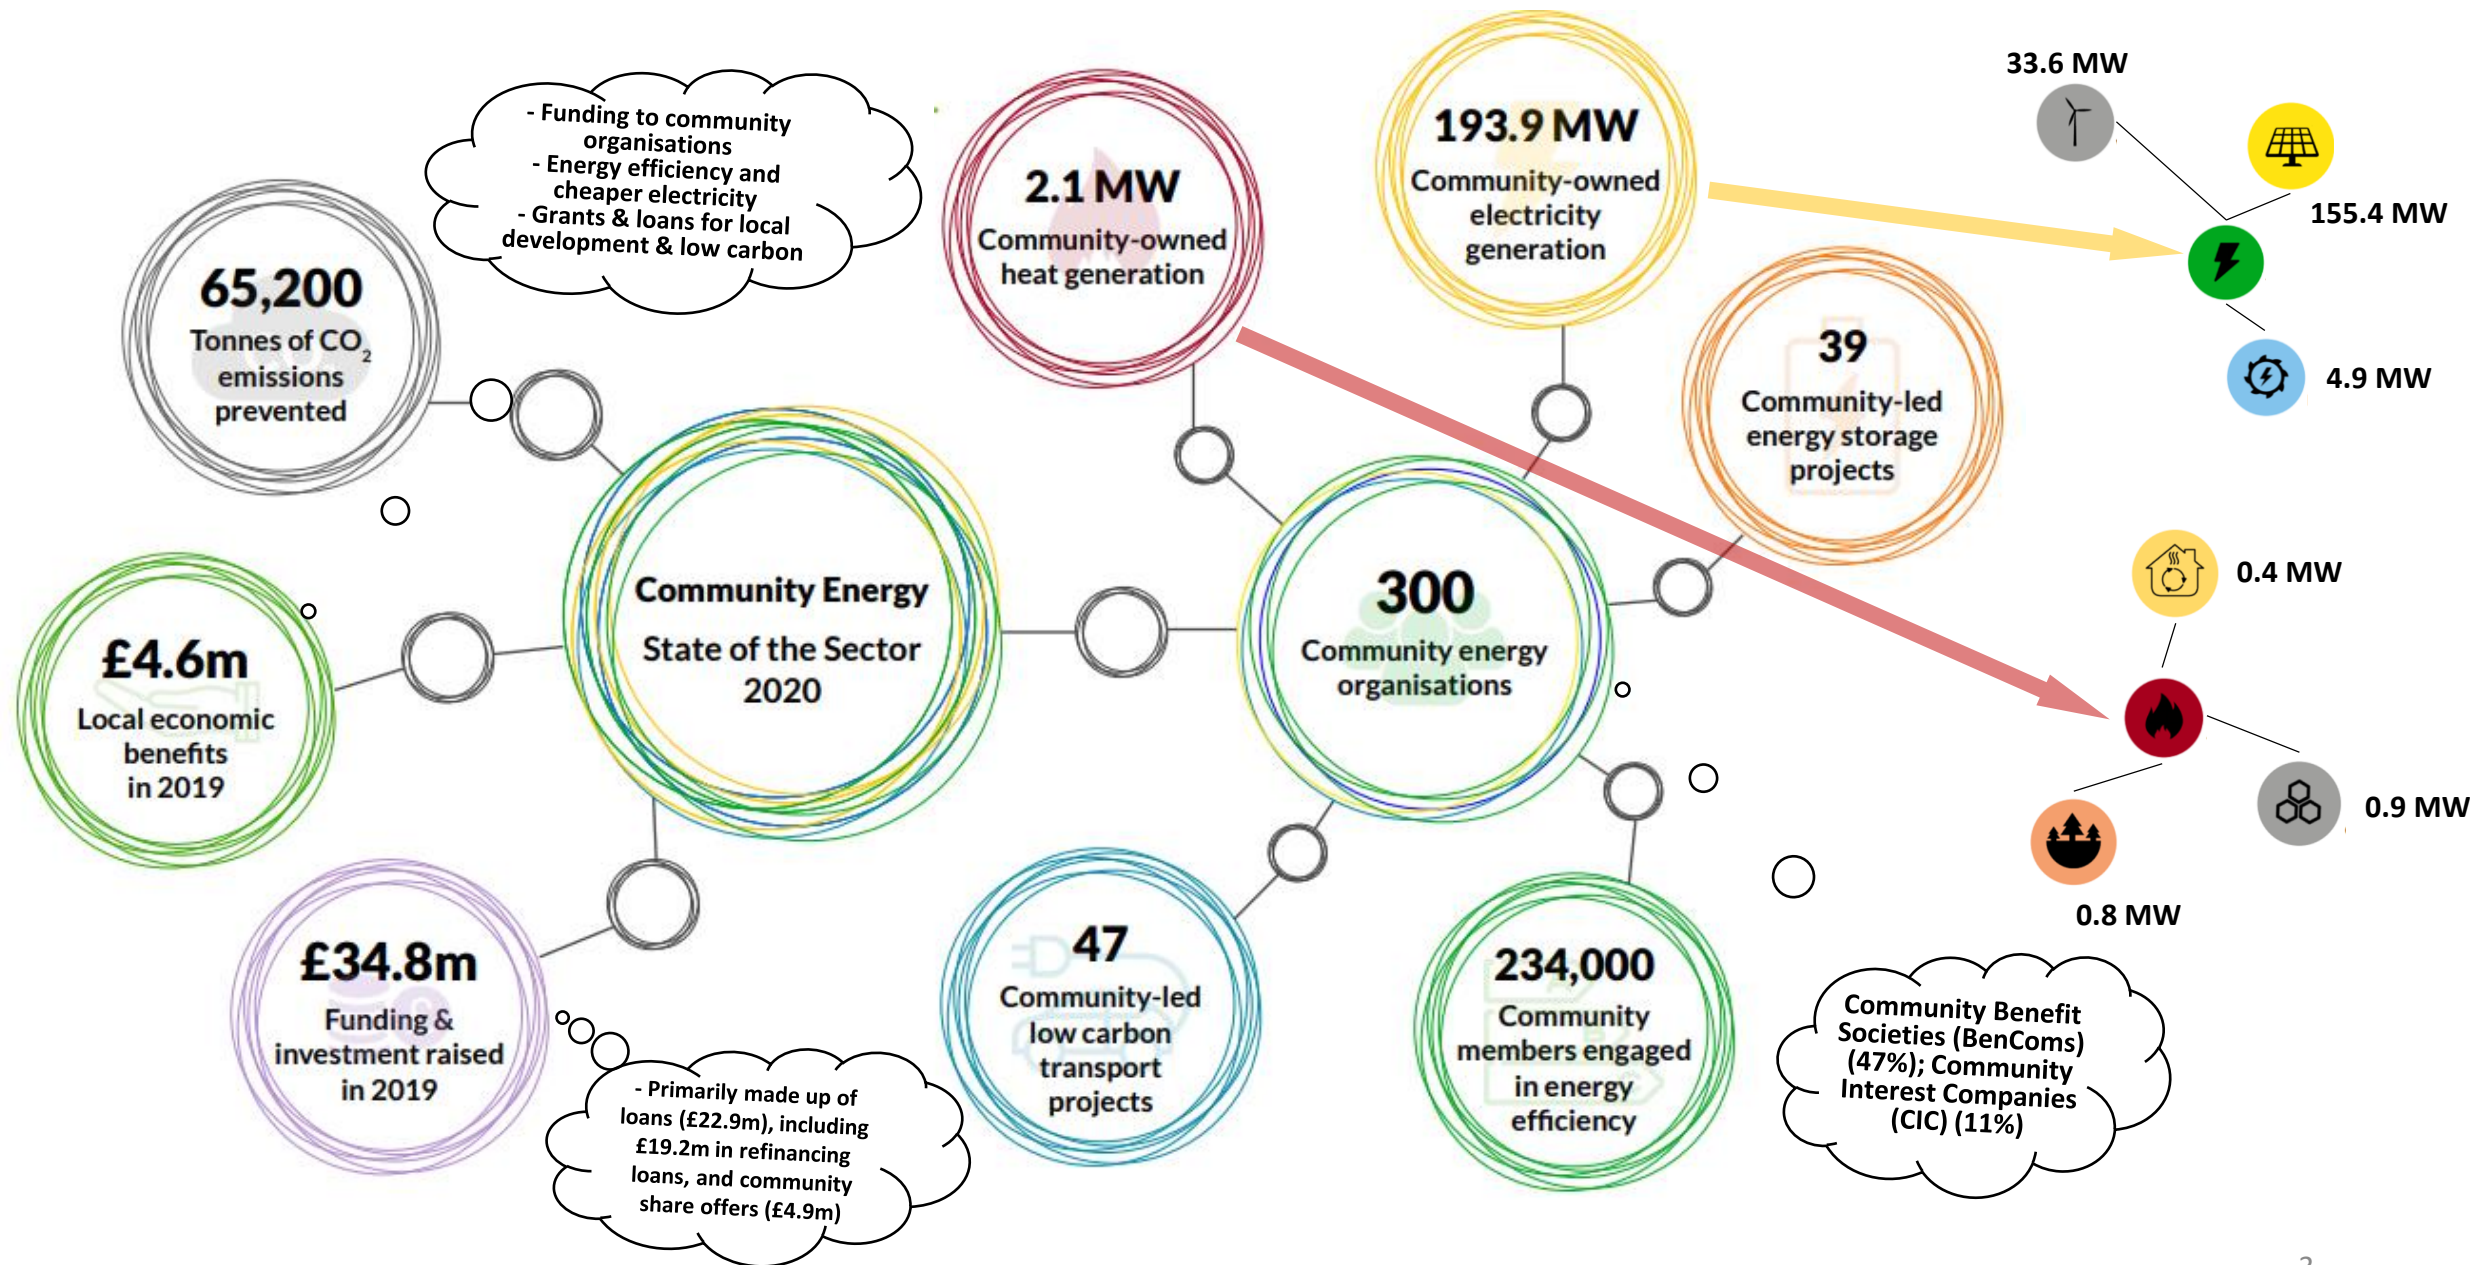 - Funding to community
organisations
- Energy efficiency and
cheaper electricity
- Grants & loans for local
development & low carbon
65,200
Tonnes of CO₂
emissions
prevented
£4.6m
Local economic
benefits
in 2019
£34.8m
Funding &
investment raised
in 2019
- Primarily made up of
loans (£22.9m), including
£19.2m in refinancing
loans, and community
share offers (£4.9m)
Community Energy
State of the Sector
2020
2.1 MW
Community-owned
heat generation
193.9 MW
Community-owned
electricity
generation
39
Community-led
energy storage
projects
300
Community energy
organisations
47
Community-led
low carbon
transport
projects
234,000
Community
members engaged
in energy
efficiency
Community Benefit
Societies (BenComs)
(47%); Community
Interest Companies
(CIC) (11%)
33.6 MW
155.4 MW
4.9 MW
0.4 MW
0.9 MW
0.8 MW